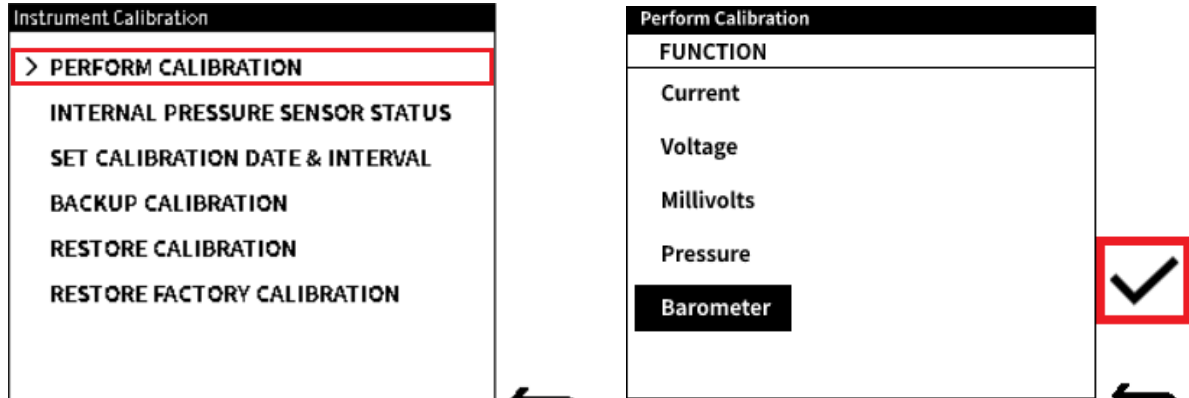 Instrument Calibration
> PERFORM CALIBRATION
INTERNAL PRESSURE SENSOR STATUS
SET CALIBRATION DATE & INTERVAL
BACKUP CALIBRATION
RESTORE CALIBRATION
RESTORE FACTORY CALIBRATION
Perform Calibration
FUNCTION
Current
Voltage
Millivolts
Pressure
Barometer